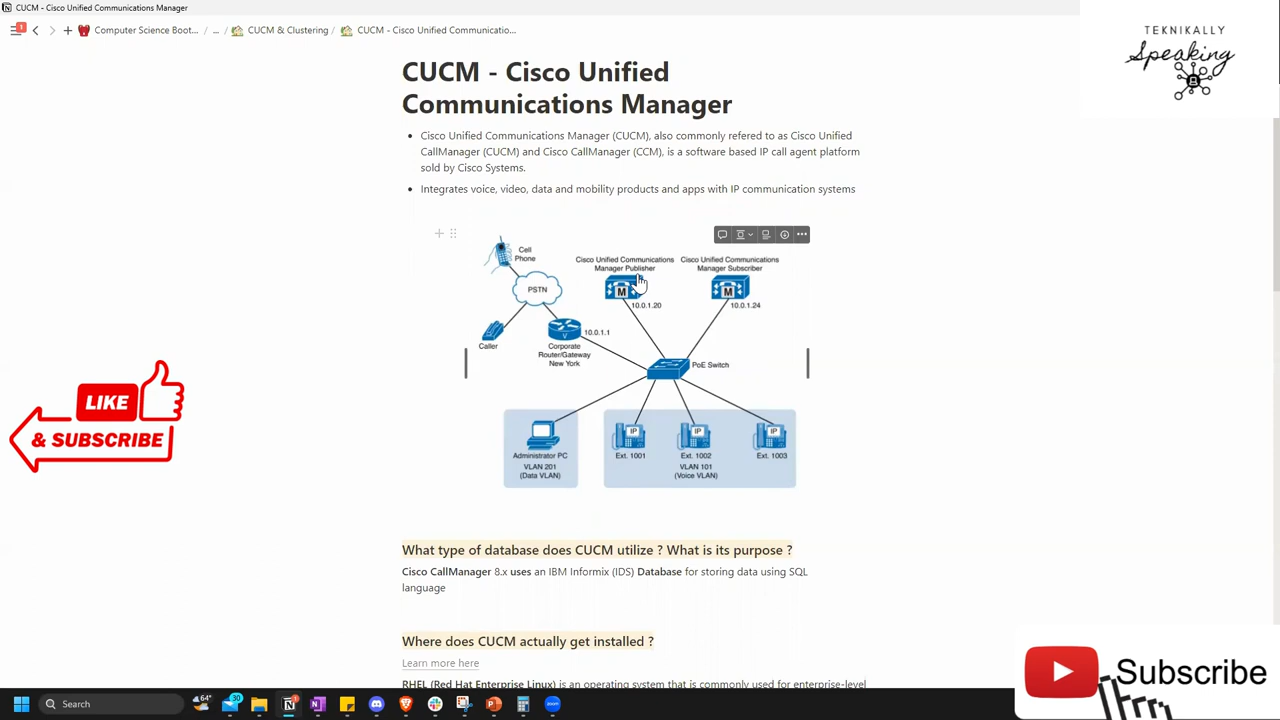 CUCM - Cisco Unified Communications Manager
1
Computer Science Boot... / ... / CUCM & Clustering / CUCM - Cisco Unified Communicatio...
TEKNIKALLY
Speaking
CUCM - Cisco Unified
Communications Manager
Cisco Unified Communications Manager (CUCM), also commonly refered to as Cisco Unified
CallManager (CUCM) and Cisco CallManager (CCM), is a software based IP call agent platform
sold by Cisco Systems.
Integrates voice, video, data and mobility products and apps with IP communication systems
Cell
Phone
Cisco Unified Communications
Manager Publisher
Cisco Unified Communications
Manager Subscriber
PSTN
M
M
10.0.1.20
10.0.1.24
10.0.1.1
Caller
Corporate
Router/Gateway
New York
PoE Switch
IP
IP
IP
Administrator PC
Ext. 1001
Ext. 1002
Ext. 1003
VLAN 201
(Data VLAN)
VLAN 101
(Voice VLAN)
LIKE
& SUBSCRIBE
What type of database does CUCM utilize ? What is its purpose ?
Cisco CallManager 8.x uses an IBM Informix (IDS) Database for storing data using SQL
language
Where does CUCM actually get installed ?
Learn more here
RHEL (Red Hat Enterprise Linux) is an operating system that is commonly used for enterprise-level
Subscribe
Search
64°
30
zoom